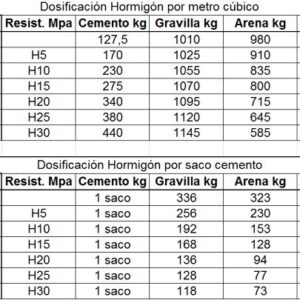 Dosificación Hormigón por metro cúbico
Resist. Mpa Cemento kg Gravilla kg Arena kg
127,5 1010 980
H5 170 1025 910
H10 230 1055 835
H15 275 1070 800
H20 340 1095 715
H25 380 1120 645
H30 440 1145 585
Dosificación Hormigón por saco cemento
Resist. Mpa Cemento kg Gravilla kg Arena kg
1 saco 336 323
H5 1 saco 256 230
H10 1 saco 192 153
H15 1 saco 168 128
H20 1 saco 136 94
H25 1 saco 128 77
H30 1 saco 118 73